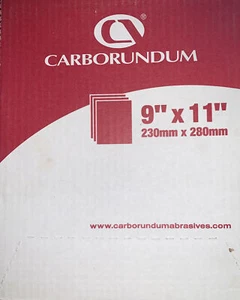 CARBORUNDUM
9" x 11"
230mm x 280mm
www.carborundumabrasives.com